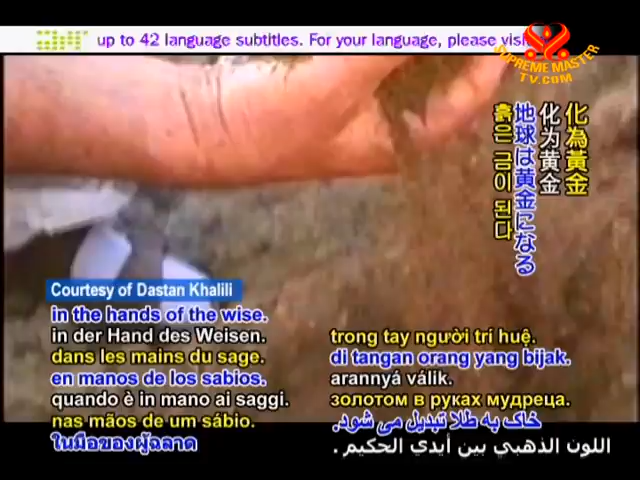 up to 42 language subtitles. For your language, please visi
SUPREME MASTER
TV.COM
化為黃金
化为黄金
地球は黄金になる
흙은 금이 된다
Courtesy of Dastan Khalili
in the hands of the wise.
in der Hand des Weisen.
dans les mains du sage.
en manos de los sabios.
quando è in mano ai saggi.
nas mãos de um sábio.
ในมือของผู้ฉลาด
trong tay người trí huệ.
di tangan orang yang bijak.
arannyá válik.
золотом в руках мудреца.
خاک به طلا تبدیل می شود.
اللون الذهبي بين أيدي الحكيم .